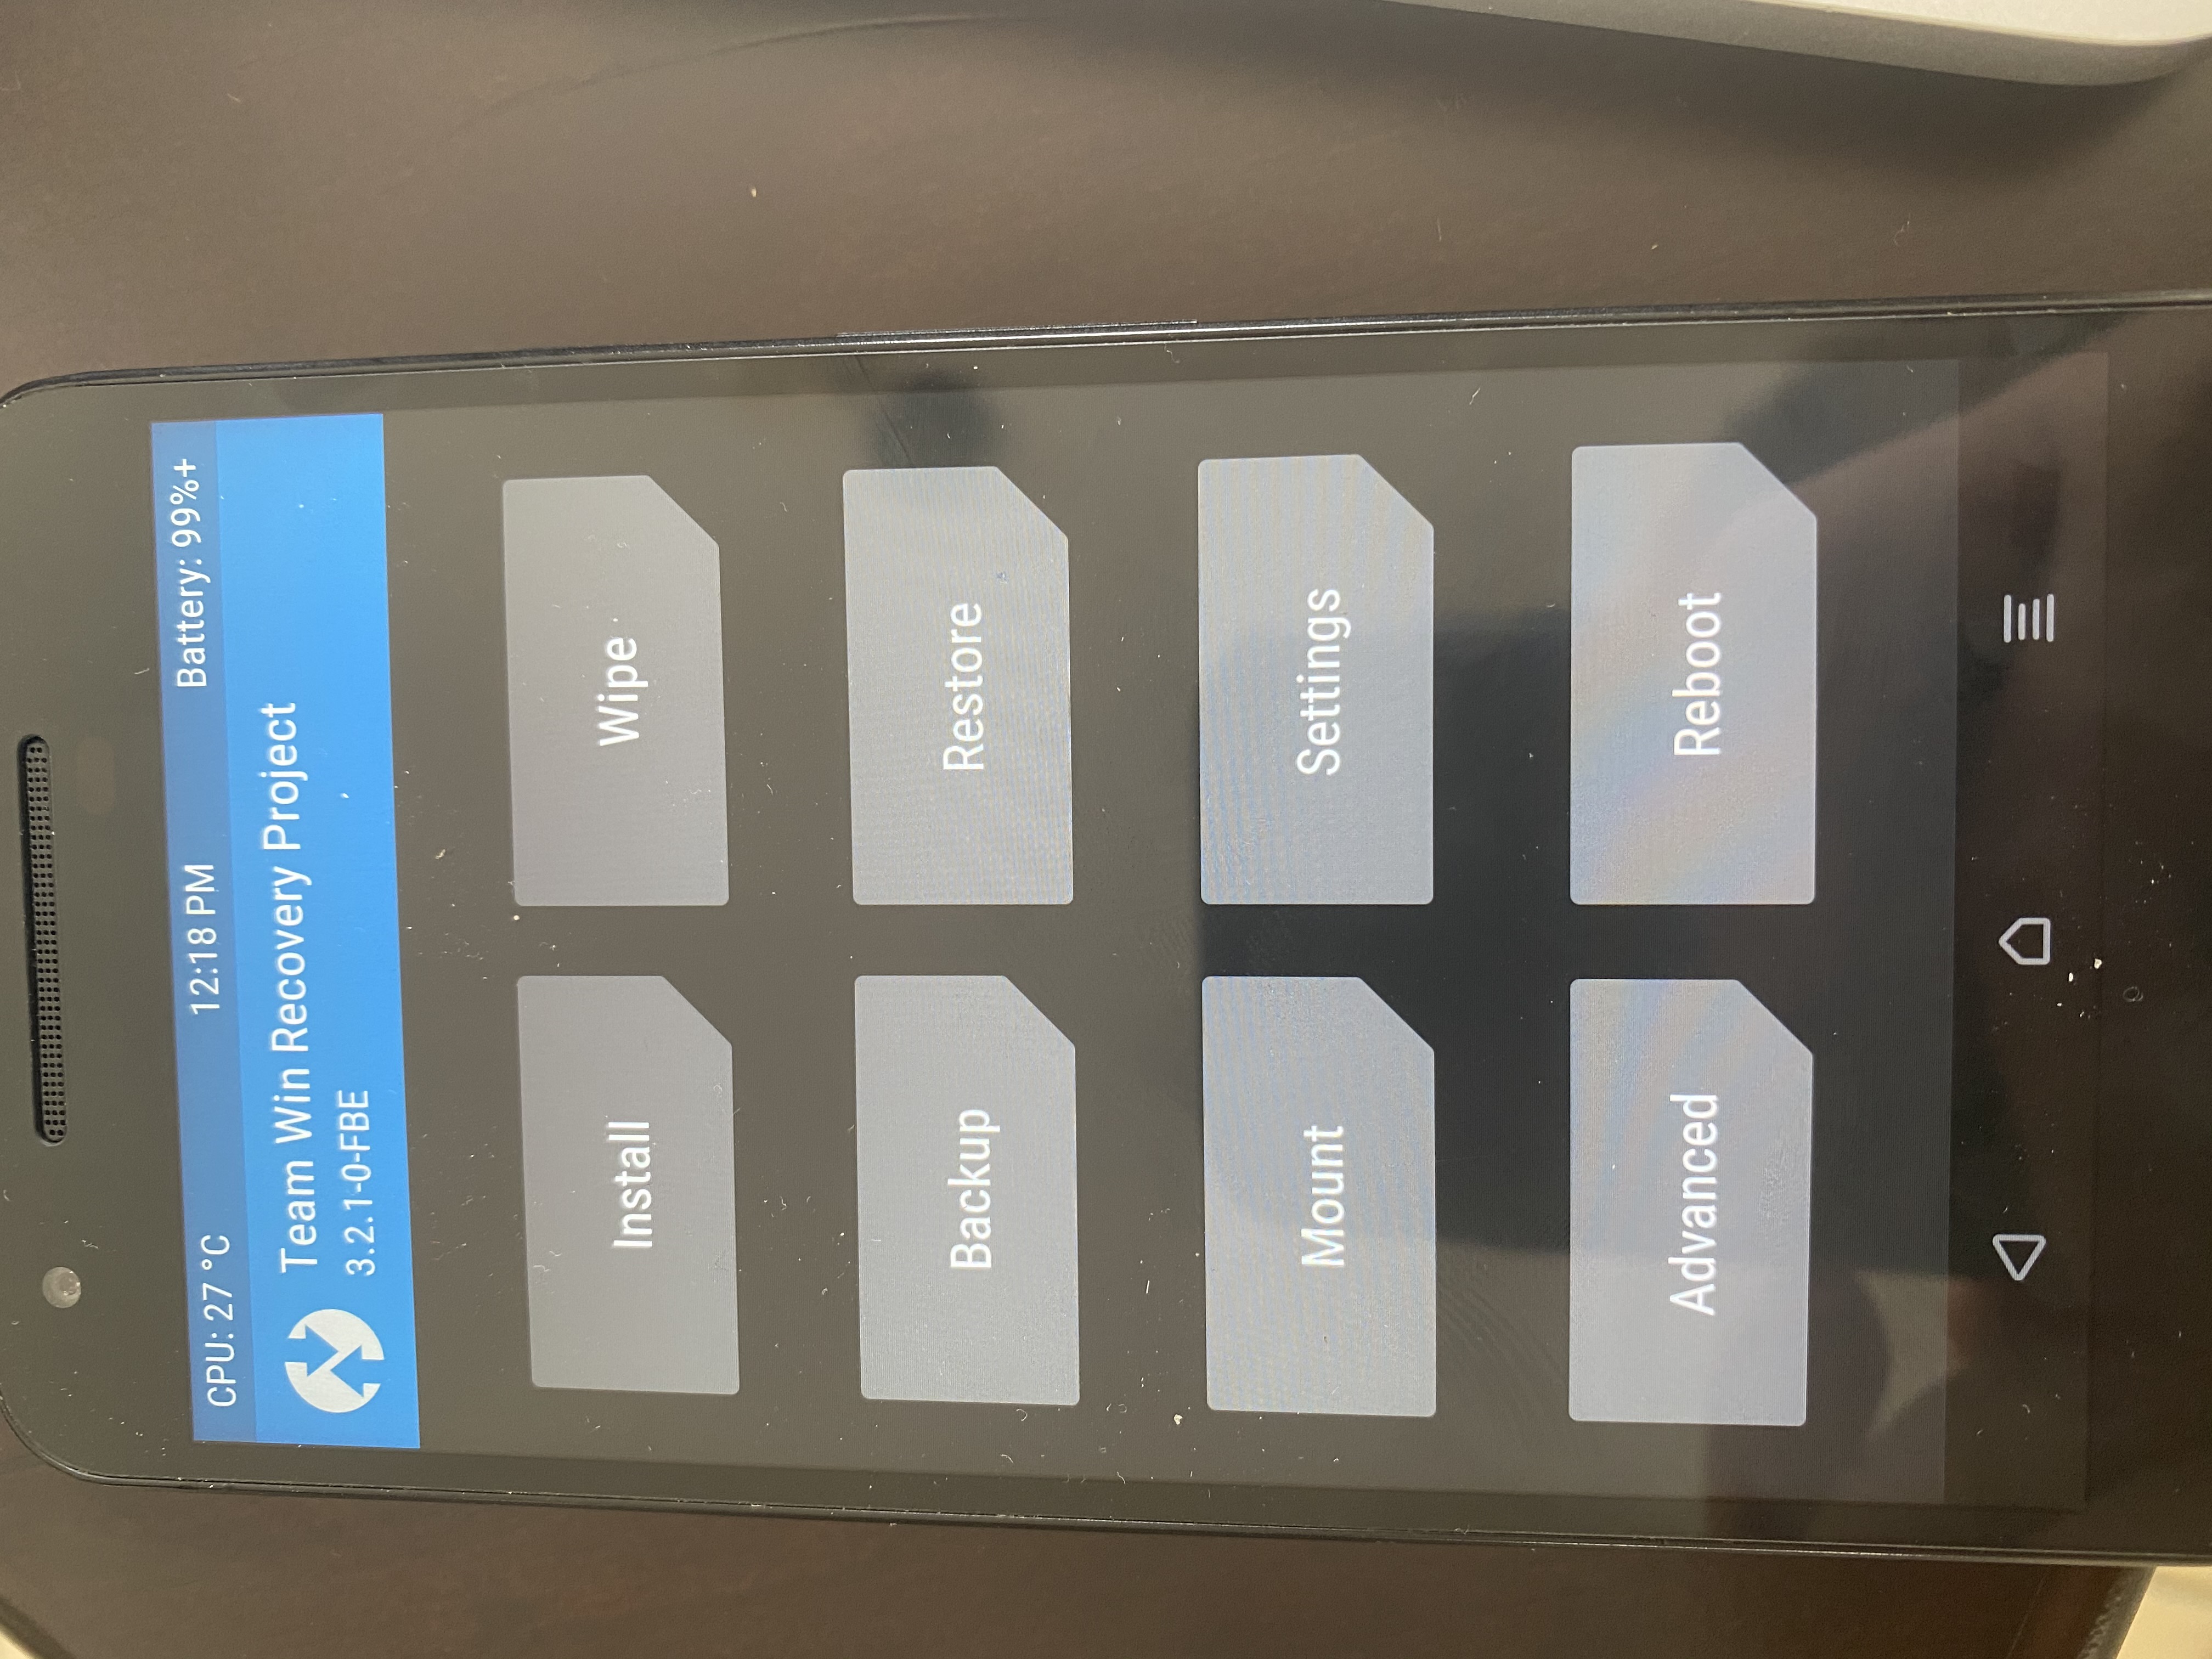 CPU: 27 °C 12:18 PM Battery: 99%+
Team Win Recovery Project
3.2.1-0-FBE
Install Wipe
Backup Restore
Mount Settings
Advanced Reboot